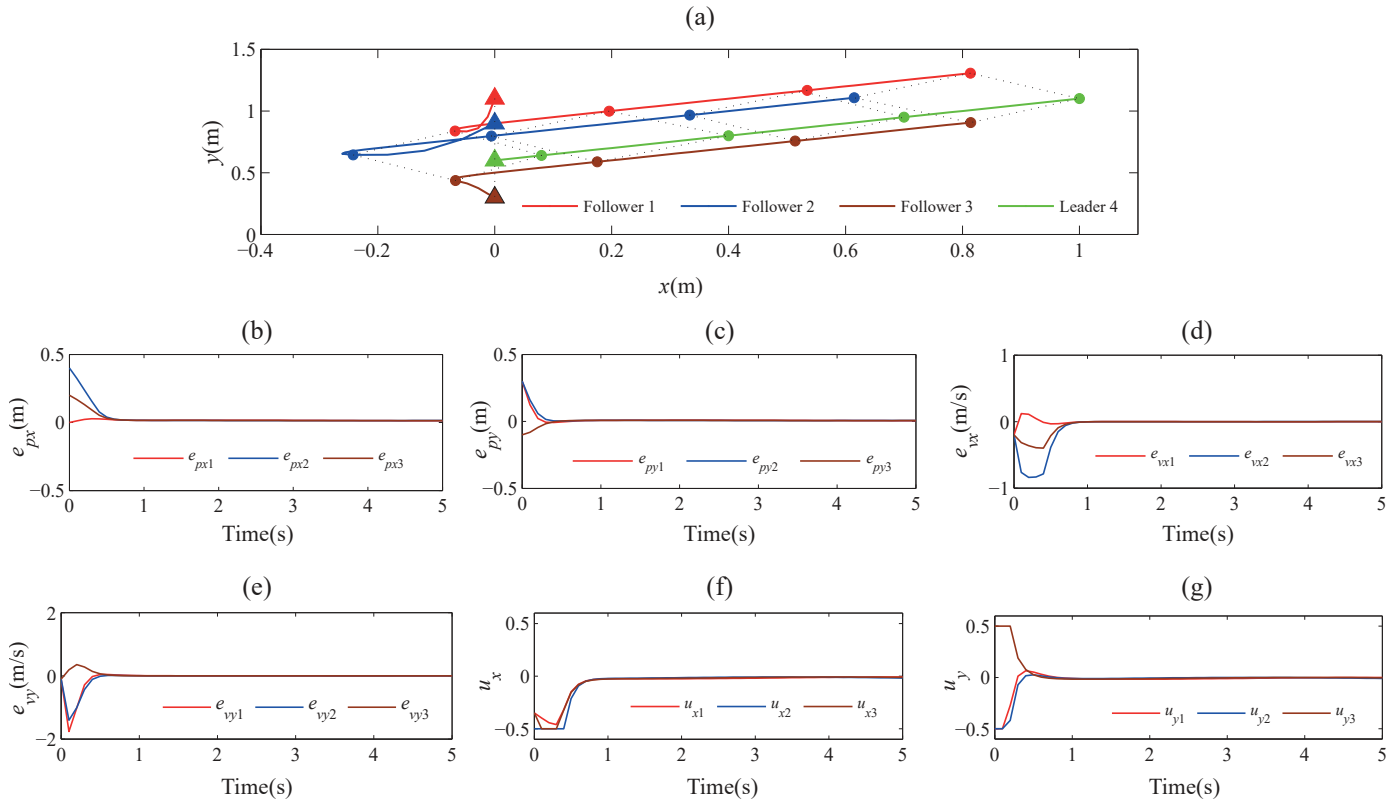 (a)
1.5
1
0.5
0
y(m)
−0.4 −0.2 0 0.2 0.4 0.6 0.8 1
x(m)
Follower 1 Follower 2 Follower 3 Leader 4
(b)
0.5
0
−0.5
e_px(m)
e_px1 e_px2 e_px3
0 1 2 3 4 5
Time(s)
(c)
0.5
0
−0.5
e_py(m)
e_py1 e_py2 e_py3
0 1 2 3 4 5
Time(s)
(d)
1
0
−1
e_vx(m/s)
e_vx1 e_vx2 e_vx3
0 1 2 3 4 5
Time(s)
(e)
2
0
−2
e_vy(m/s)
e_vy1 e_vy2 e_vy3
0 1 2 3 4 5
Time(s)
(f)
0.5
0
−0.5
u_x
u_x1 u_x2 u_x3
0 1 2 3 4 5
Time(s)
(g)
0.5
0
−0.5
u_y
u_y1 u_y2 u_y3
0 1 2 3 4 5
Time(s)